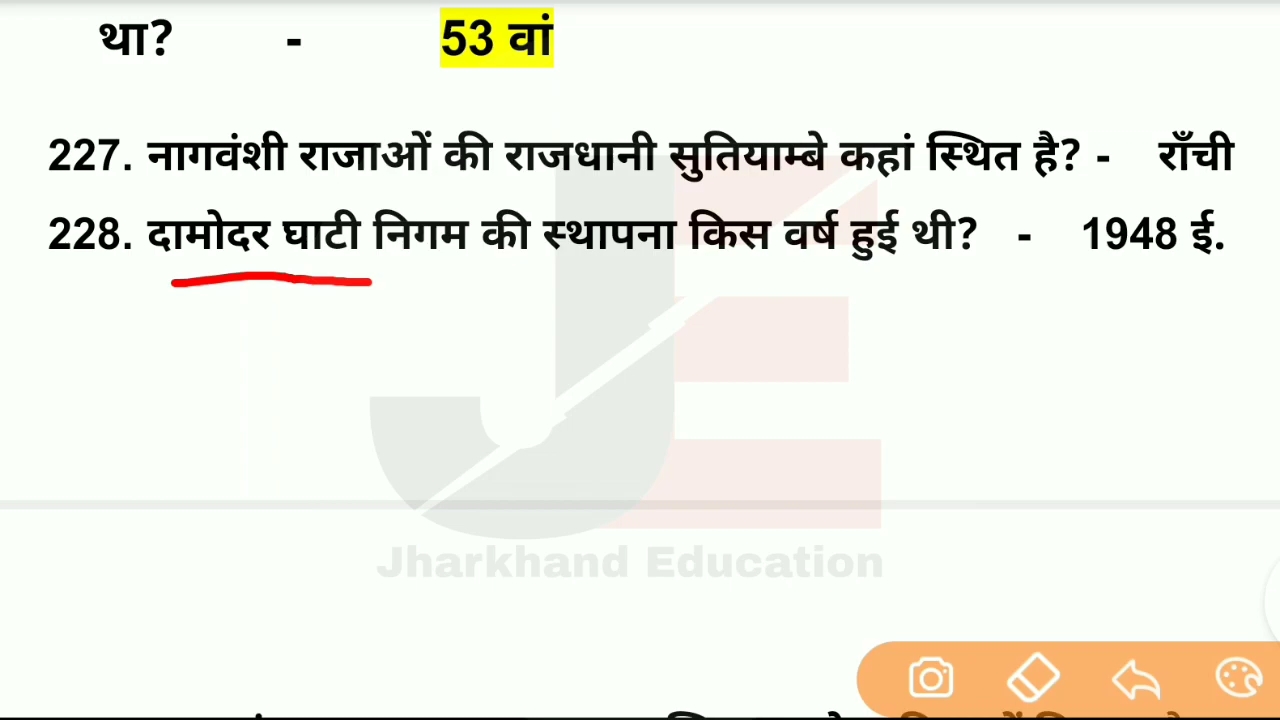 था? - 53 वां
227. नागवंशी राजाओं की राजधानी सुतियाम्बे कहां स्थित है? - राँची
228. दामोदर घाटी निगम की स्थापना किस वर्ष हुई थी? - 1948 ई.
Jharkhand Education